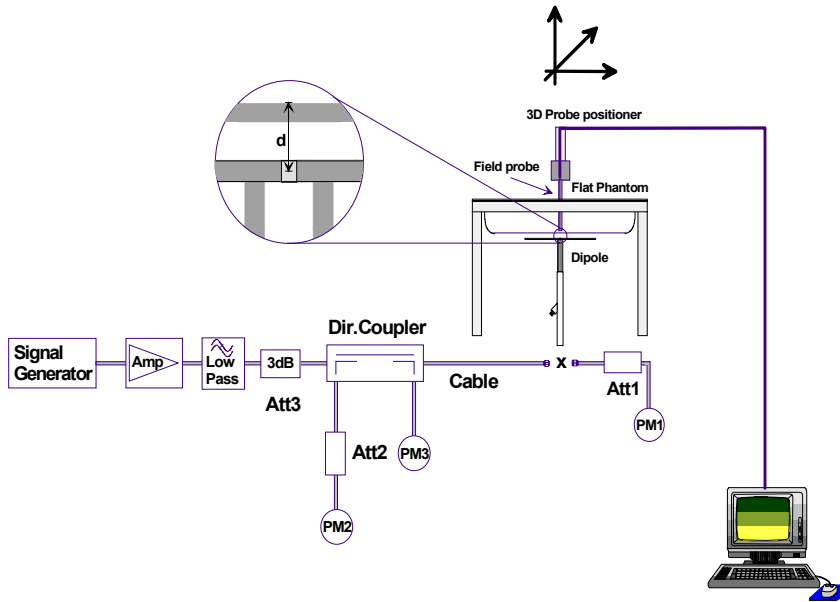 3D Probe positioner
d
Field probe
Flat Phantom
Dipole
Signal
Generator
Amp
Low
Pass
3dB
Att3
Dir.Coupler
Cable
x
Att1
PM1
Att2
PM3
PM2